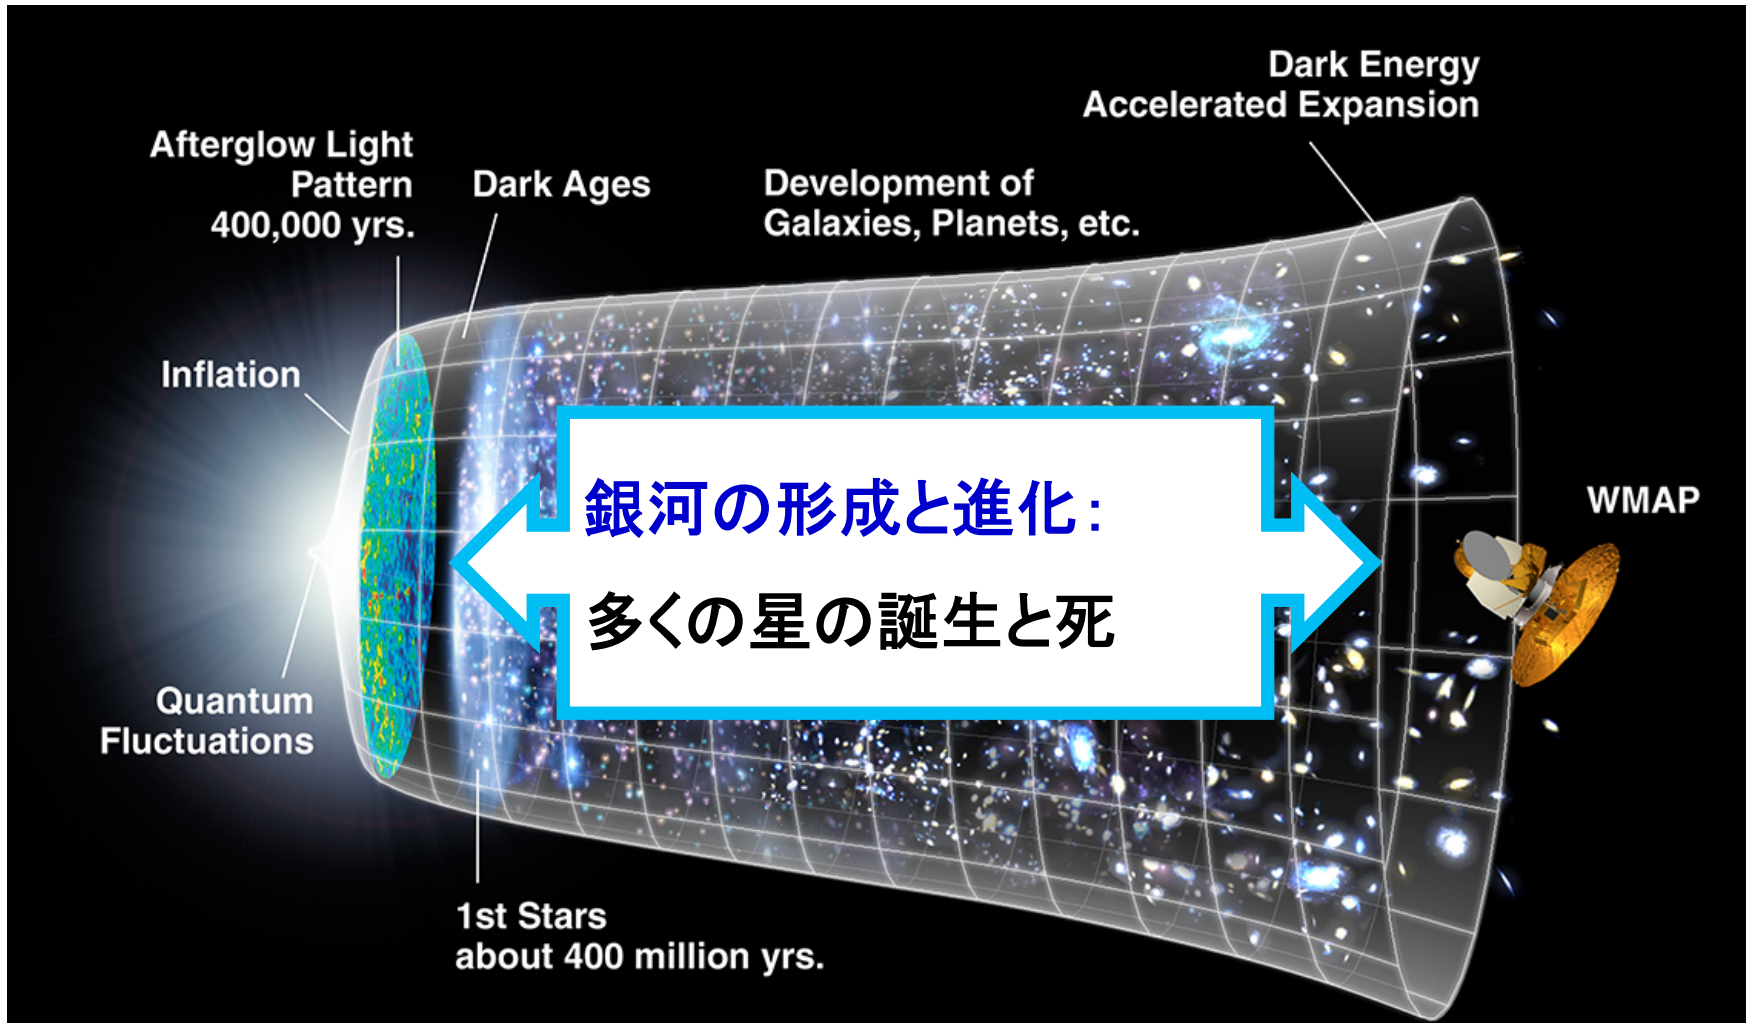 Dark Energy
Accelerated Expansion
Afterglow Light
Pattern
400,000 yrs.
Dark Ages
Development of
Galaxies, Planets, etc.
Inflation
銀河の形成と進化：
多くの星の誕生と死
WMAP
Quantum
Fluctuations
1st Stars
about 400 million yrs.